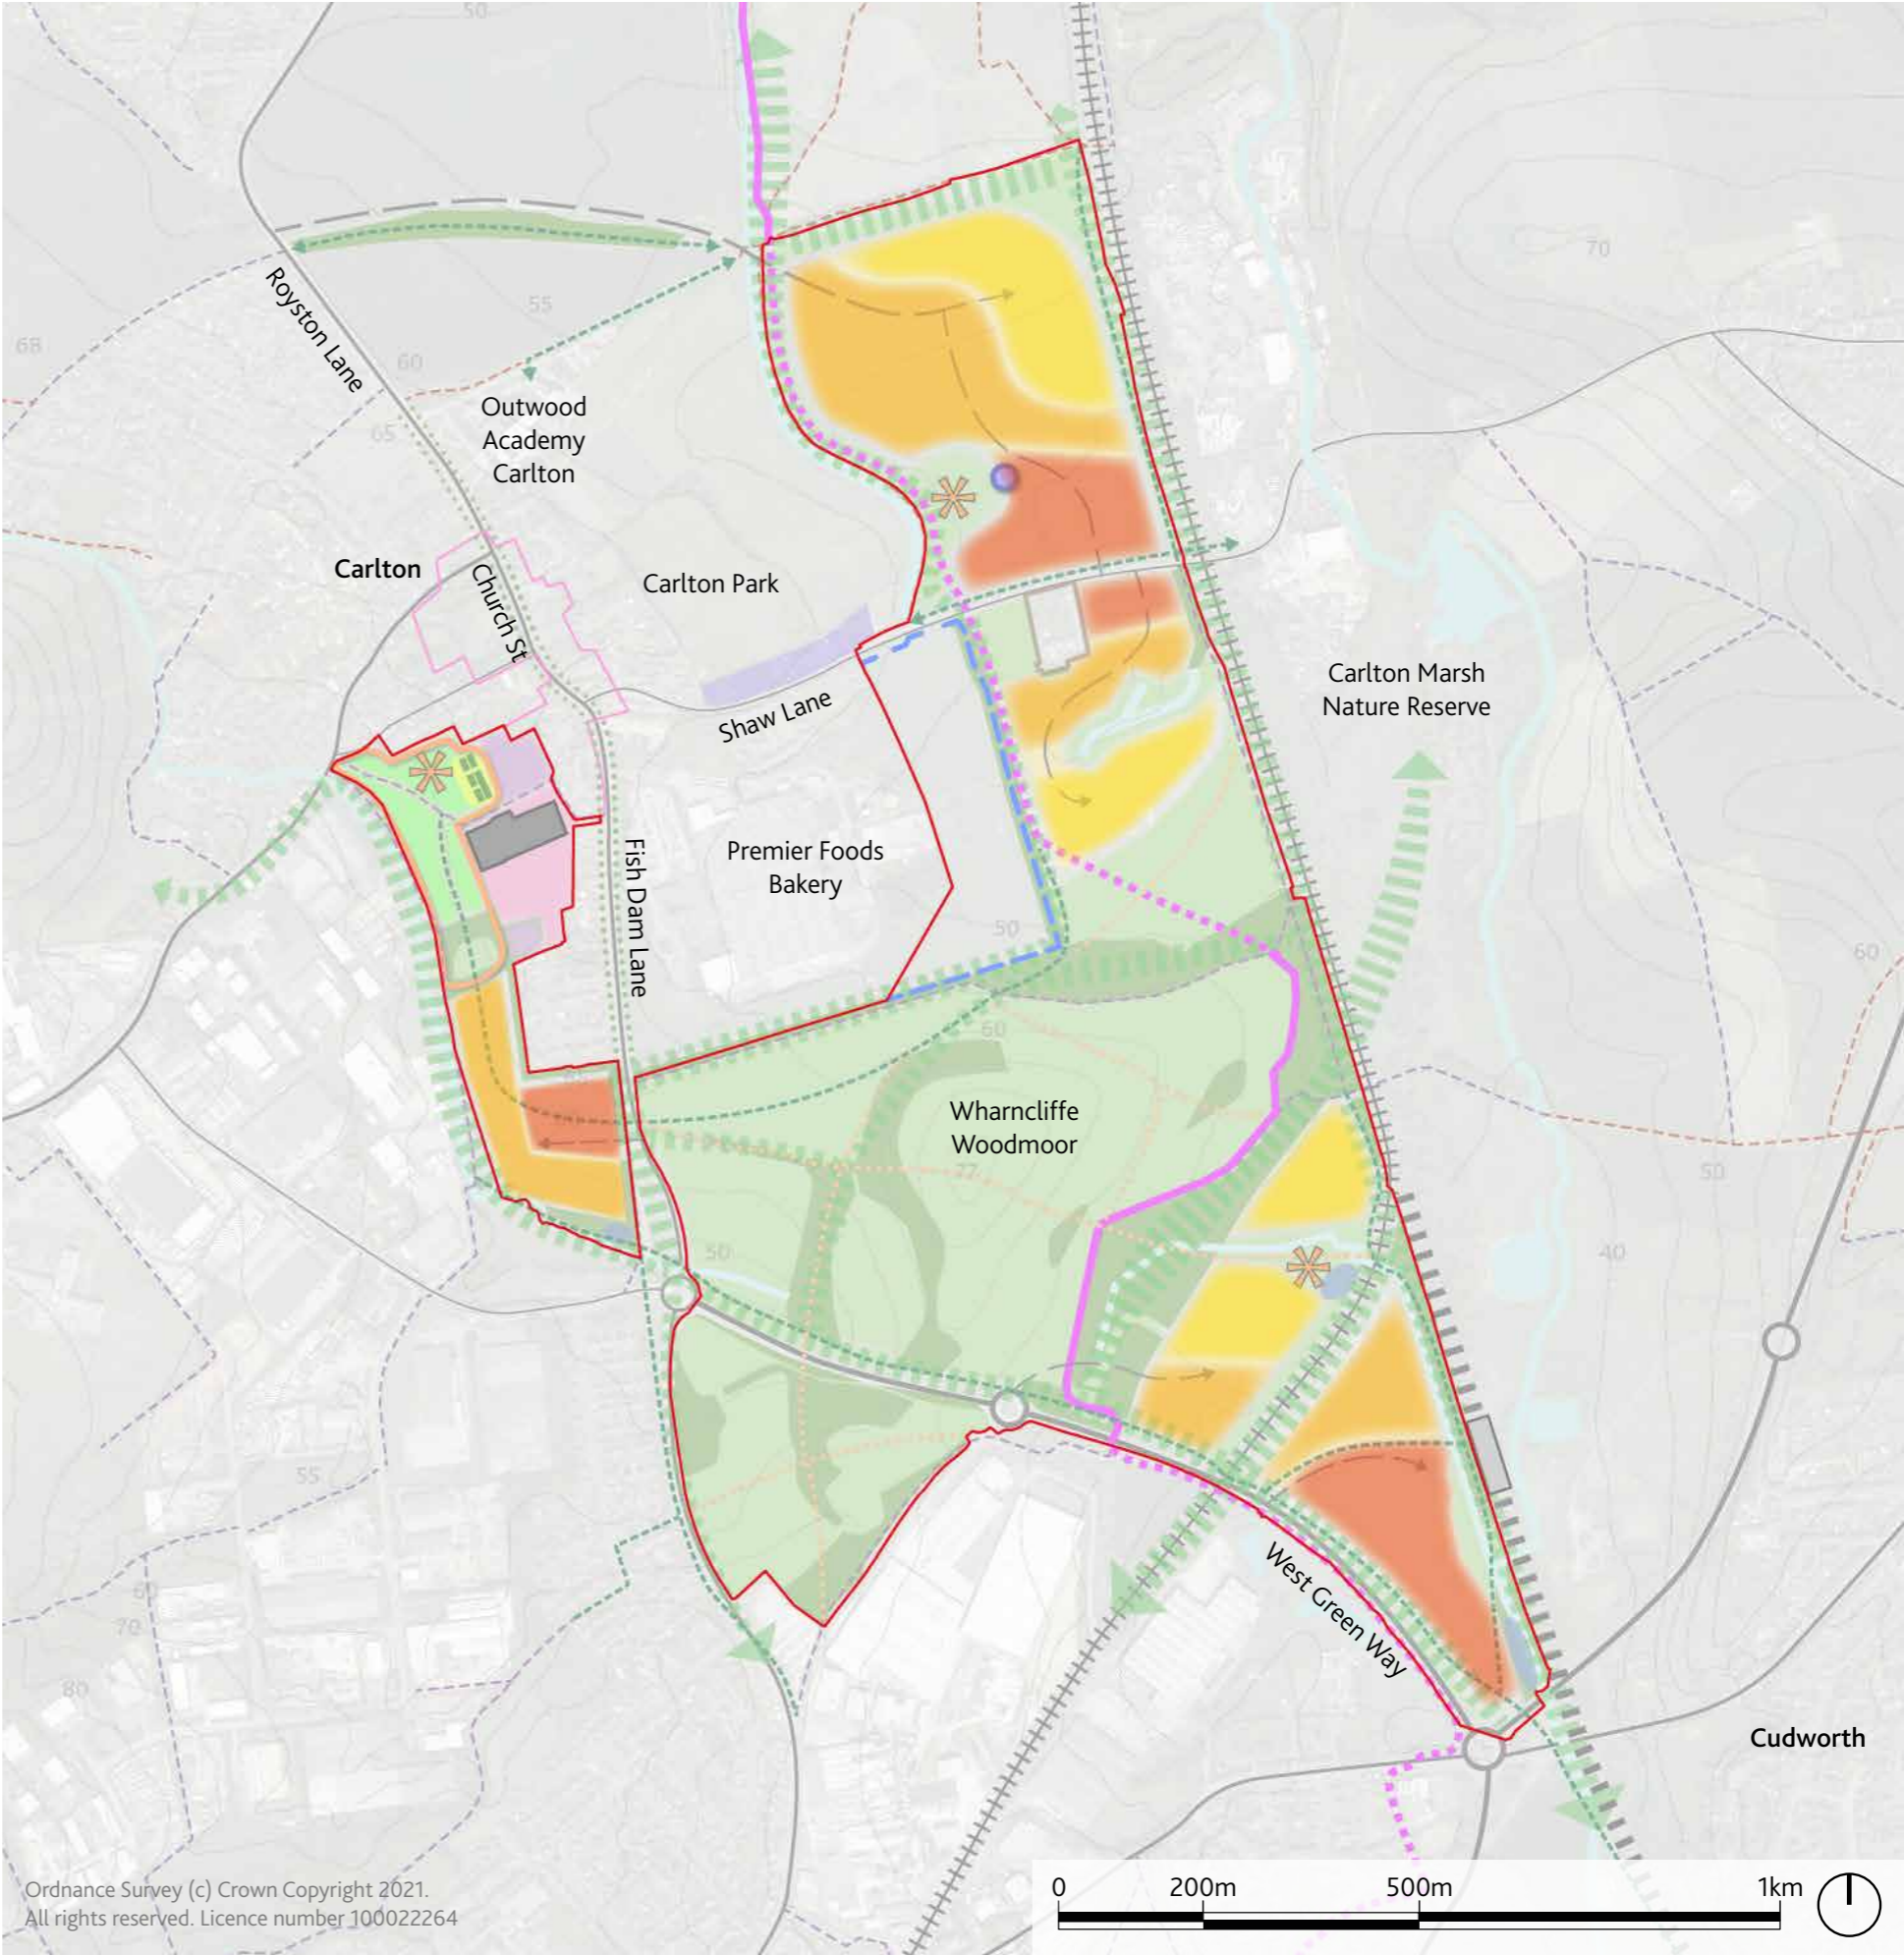 50
70
55
68
60
65
Royston Lane
Outwood
Academy
Carlton
Carlton
Church St
Carlton Park
Shaw Lane
Carlton Marsh
Nature Reserve
Premier Foods
Bakery
Fish Dam Lane
50
60
60
Wharncliffe
Woodmoor
77
50
50
40
55
West Green Way
60
70
80
Cudworth
Ordnance Survey (c) Crown Copyright 2021.
All rights reserved. Licence number 100022264
0 200m 500m 1km